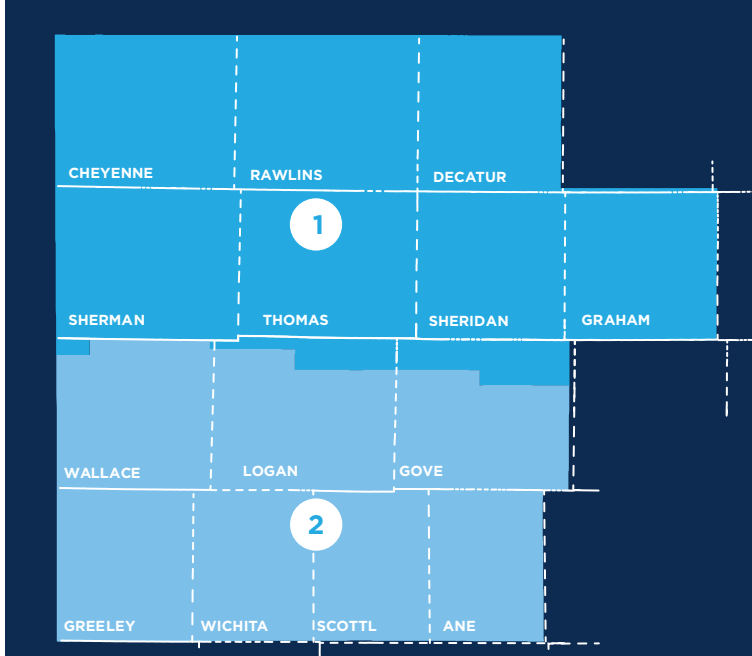 CHEYENNE
RAWLINS
DECATUR
1
SHERMAN
THOMAS
SHERIDAN
GRAHAM
WALLACE
LOGAN
GOVE
2
GREELEY
WICHITA
SCOTTL
ANE